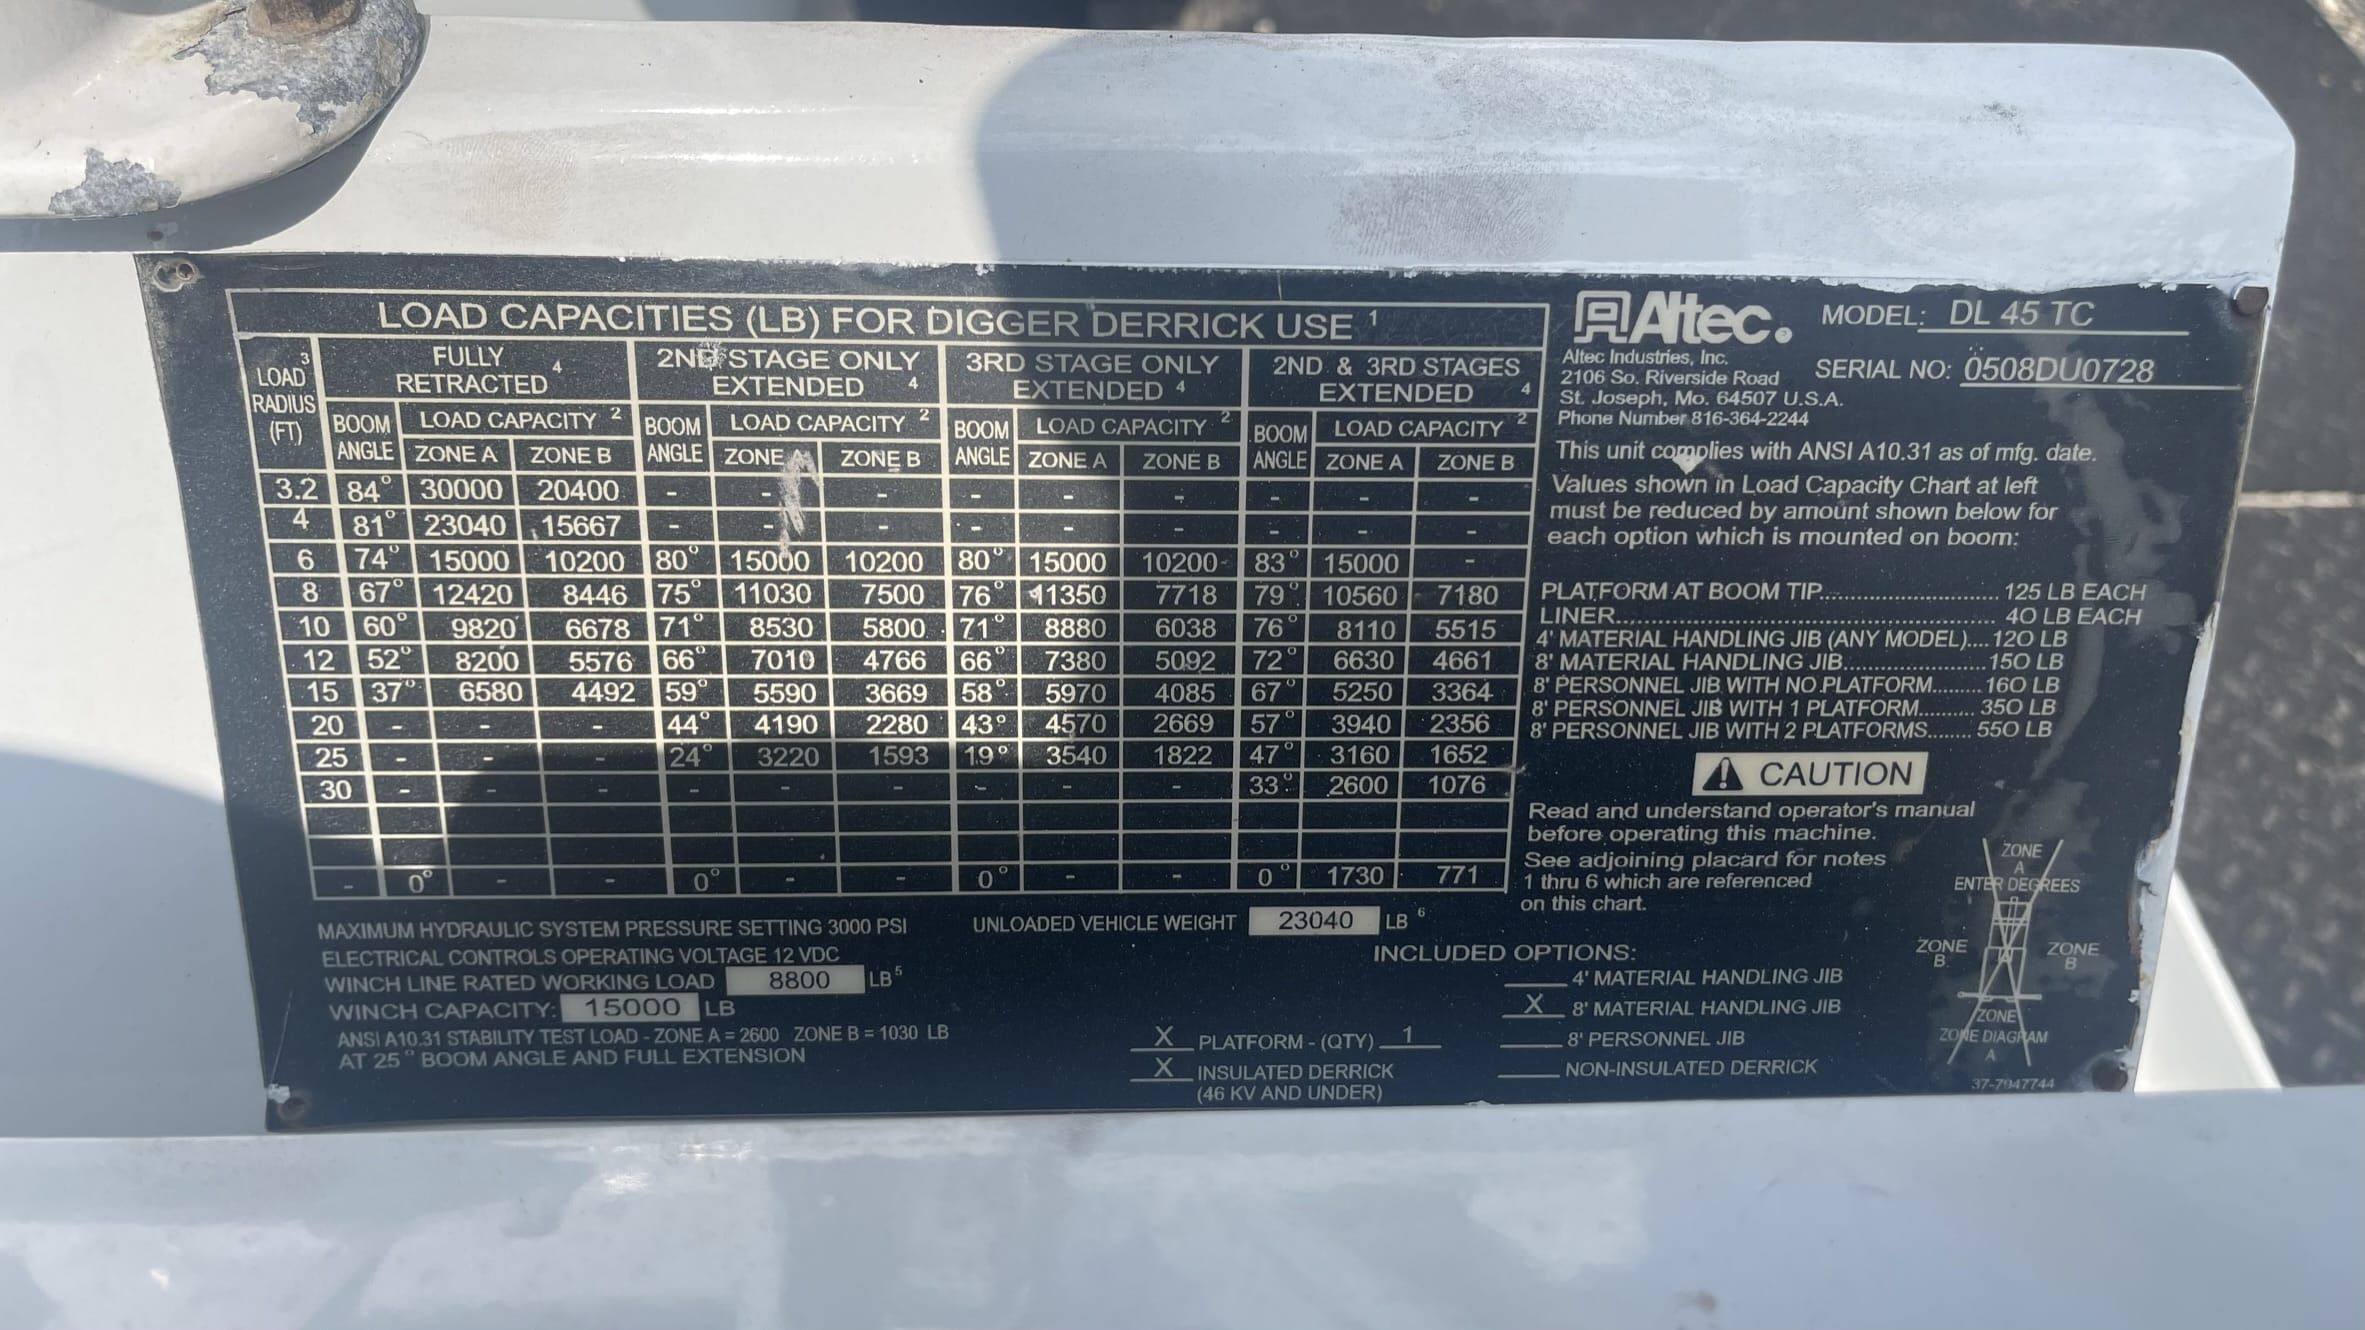 LOAD CAPACITIES (LB) FOR DIGGER DERRICK USE 1
LOAD 3 RADIUS (FT) FULLY RETRACTED 4 2ND STAGE ONLY EXTENDED 4 3RD STAGE ONLY EXTENDED 4 2ND & 3RD STAGES EXTENDED 4
BOOM ANGLE LOAD CAPACITY 2 BOOM ANGLE LOAD CAPACITY 2 BOOM ANGLE LOAD CAPACITY 2 BOOM ANGLE LOAD CAPACITY 2
ZONE A ZONE B ZONE A ZONE B ZONE A ZONE B ZONE A ZONE B
3.2 84° 30000 20400 - - - - - - - - -
4 81° 23040 15667 - - - - - - - - -
6 74° 15000 10200 80° 15000 10200 80° 15000 10200 83° 15000 -
8 67° 12420 8446 75° 11030 7500 76° 11350 7718 79° 10560 7180
10 60° 9820 6678 71° 8530 5800 71° 8880 6038 76° 8110 5515
12 52° 8200 5576 66° 7010 4766 66° 7380 5092 72° 6630 4661
15 37° 6580 4492 59° 5590 3669 58° 5970 4085 67° 5250 3364
20 - - - 44° 4190 2280 43° 4570 2669 57° 3940 2356
25 - - - 24° 3220 1593 19° 3540 1822 47° 3160 1652
30 - - - - - - - - - 33° 2600 1076
- 0° - - 0° - - 0° - - 0° 1730 771
MAXIMUM HYDRAULIC SYSTEM PRESSURE SETTING 3000 PSI
ELECTRICAL CONTROLS OPERATING VOLTAGE 12 VDC
WINCH LINE RATED WORKING LOAD 8800 LB 5
WINCH CAPACITY: 15000 LB
ANSI A10.31 STABILITY TEST LOAD - ZONE A = 2600 ZONE B = 1030 LB
AT 25° BOOM ANGLE AND FULL EXTENSION
UNLOADED VEHICLE WEIGHT 23040 LB 6
INCLUDED OPTIONS:
X PLATFORM - (QTY) 1
X INSULATED DERRICK
(46 KV AND UNDER)
4' MATERIAL HANDLING JIB
X 8' MATERIAL HANDLING JIB
8' PERSONNEL JIB
NON-INSULATED DERRICK
Altec.
Altec Industries, Inc.
2106 So. Riverside Road
St. Joseph, Mo. 64507 U.S.A.
Phone Number 816-364-2244
MODEL: DL 45 TC
SERIAL NO: 0508DU0728
This unit complies with ANSI A10.31 as of mfg. date.
Values shown in Load Capacity Chart at left
must be reduced by amount shown below for
each option which is mounted on boom:
PLATFORM AT BOOM TIP.............................. 125 LB EACH
LINER...................................................... 40 LB EACH
4' MATERIAL HANDLING JIB (ANY MODEL).... 120 LB
8' MATERIAL HANDLING JIB...................... 150 LB
8' PERSONNEL JIB WITH NO PLATFORM......... 160 LB
8' PERSONNEL JIB WITH 1 PLATFORM.......... 350 LB
8' PERSONNEL JIB WITH 2 PLATFORMS....... 550 LB
CAUTION
Read and understand operator's manual
before operating this machine.
See adjoining placard for notes
1 thru 6 which are referenced
on this chart.
ZONE
A
ENTER DEGREES
ZONE B
ZONE B
ZONE
ZONE DIAGRAM
A
37-7947744